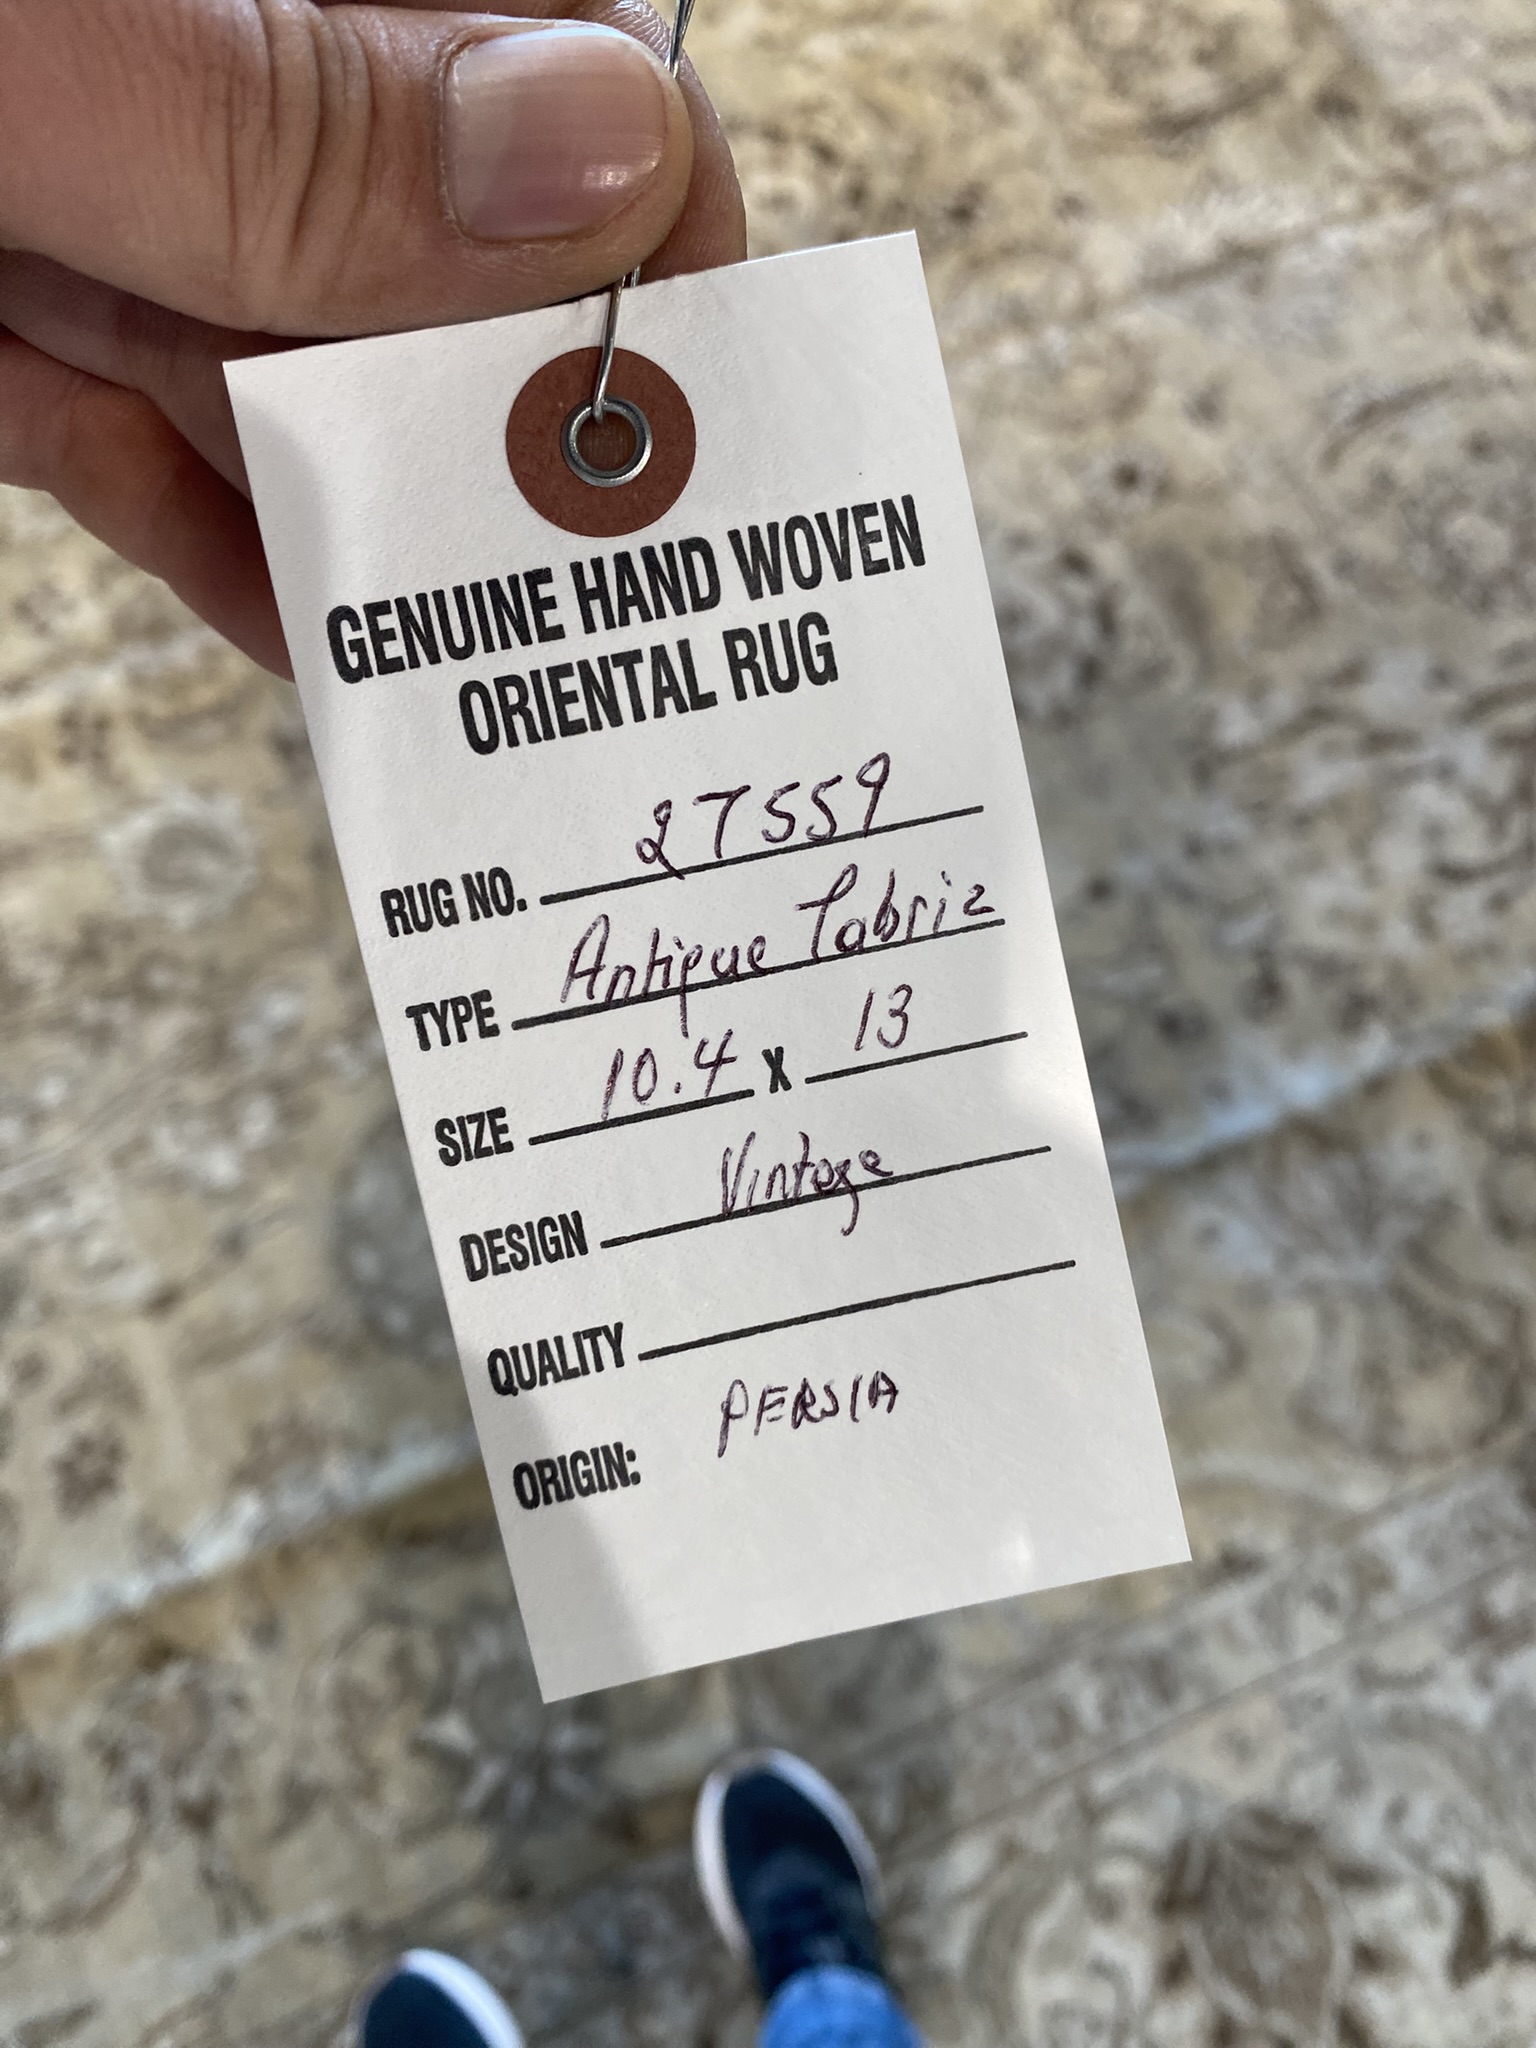 GENUINE HAND WOVEN
ORIENTAL RUG
RUG NO. 27559
TYPE Antique Tabriz
SIZE 10.4 X 13
DESIGN Vintage
QUALITY
ORIGIN: PERSIA